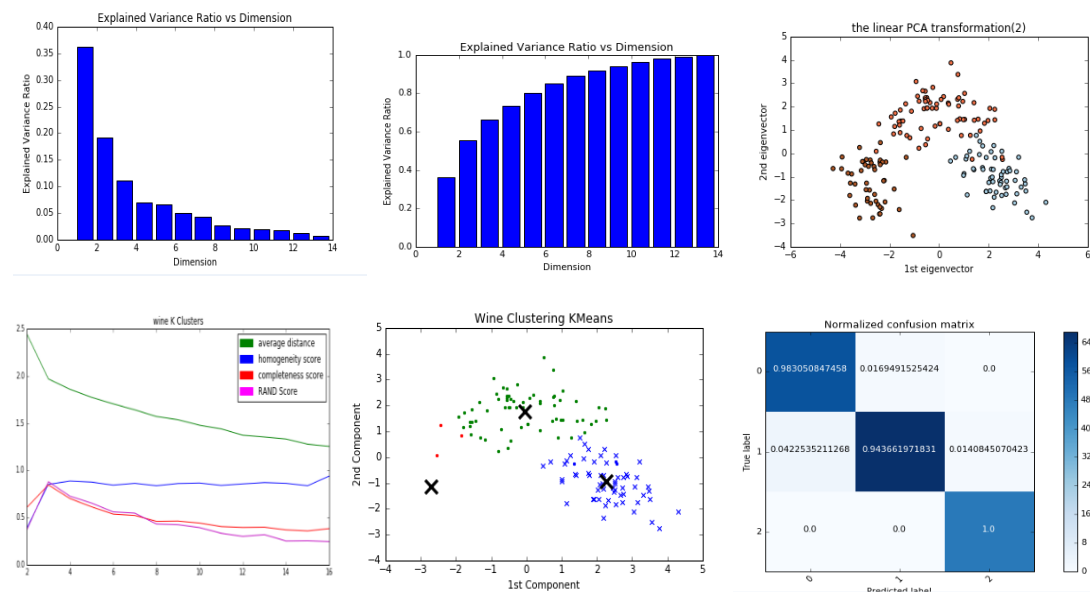 Explained Variance Ratio vs Dimension
0.40
0.35
0.30
0.25
0.20
0.15
0.10
0.05
0.00
Explained Variance Ratio
0 2 4 6 8 10 12 14
Dimension
Explained Variance Ratio vs Dimension
1.0
0.8
0.6
0.4
0.2
0.0
Explained Variance Ratio
0 2 4 6 8 10 12 14
Dimension
the linear PCA transformation(2)
5
4
3
2
1
0
−1
−2
−3
−4
2nd eigenvector
−6 −4 −2 0 2 4 6
1st eigenvector
wine K Clusters
2.5
2.0
1.5
1.0
0.5
0.0
average distance
homogeneity score
completeness score
RAND Score
2 4 6 8 10 12 14 16
Wine Clustering KMeans
5
4
3
2
1
0
−1
−2
−3
−4
2nd Component
−4 −3 −2 −1 0 1 2 3 4 5
1st Component
Normalized confusion matrix
0
1
2
True label
0.983050847458 0.0169491525424 0.0
0.0422535211268 0.943661971831 0.0140845070423
0.0 0.0 1.0
0 1 2
Predicted label
64
56
48
40
32
24
16
8
0